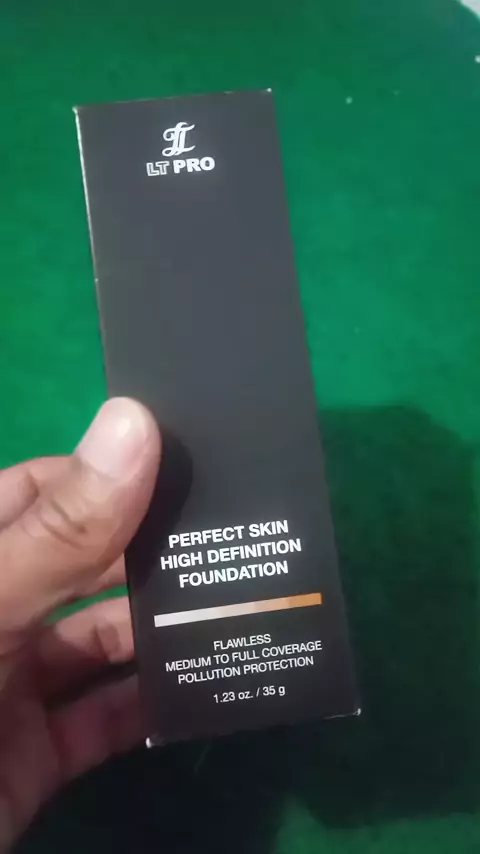 LT PRO
PERFECT SKIN
HIGH DEFINITION
FOUNDATION
FLAWLESS
MEDIUM TO FULL COVERAGE
POLLUTION PROTECTION
1.23 oz. / 35 g